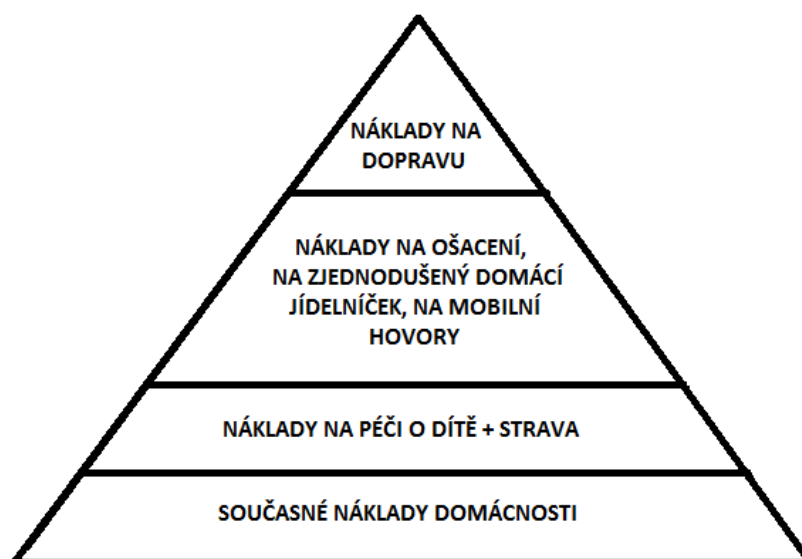 NÁKLADY NA
DOPRAVU
NÁKLADY NA OŠACENÍ,
NA ZJEDNODUŠENÝ DOMÁCÍ
JÍDELNÍČEK, NA MOBILNÍ
HOVORY
NÁKLADY NA PÉČI O DÍTĚ + STRAVA
SOUČASNÉ NÁKLADY DOMÁCNOSTI